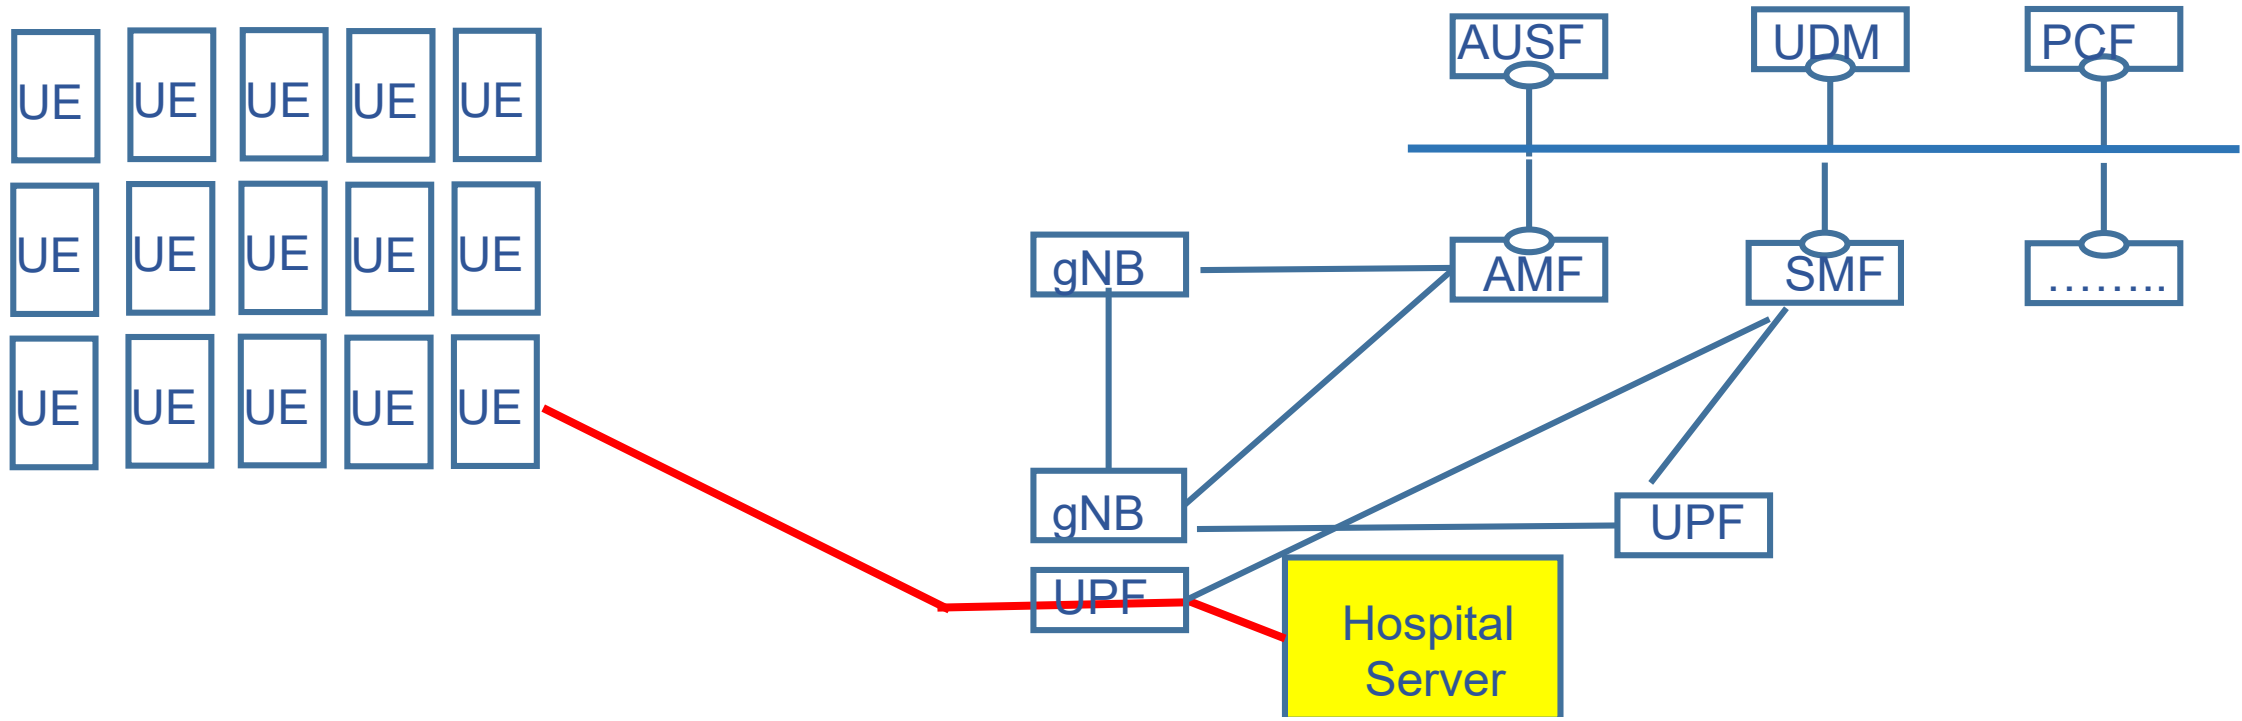 UE UE UE UE UE
UE UE UE UE UE
UE UE UE UE UE
AUSF UDM PCF
gNB AMF SMF ........
gNB UPF
UPF
Hospital
Server